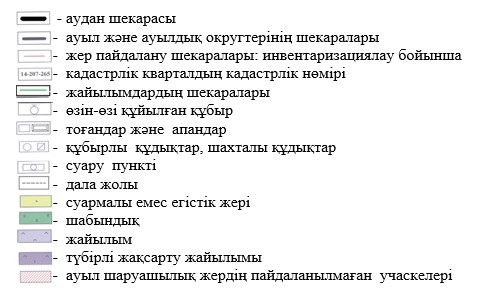 - аудан шекарасы
- ауыл және ауылдық округтерінің шекаралары
- жер пайдалану шекаралары: инвентаризациялау бойынша
14-207-265 - кадастрлік кварталдың кадастрлік нөмірі
- жайылымдардың шекаралары
- өзін-өзі құйылған құбыр
- тоғандар және апандар
- құбырлы құдықтар, шахталы құдықтар
- суару пункті
- дала жолы
- суармалы емес егістік жері
- шабындық
- жайылым
- түбірлі жақсарту жайылымы
- ауыл шаруашылық жердің пайдаланылмаған учаскелері